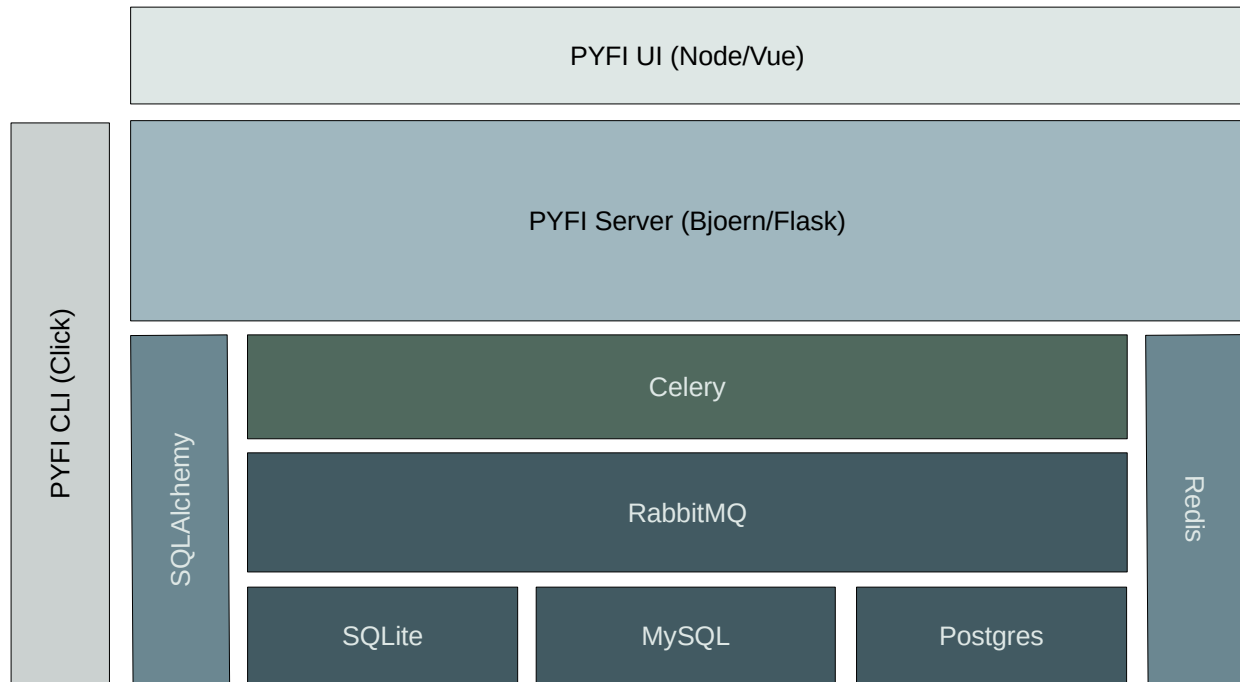 PYFI UI (Node/Vue)
PYFI Server (Bjoern/Flask)
PYFI CLI (Click)
SQLAlchemy
Celery
RabbitMQ
Redis
SQLite
MySQL
Postgres